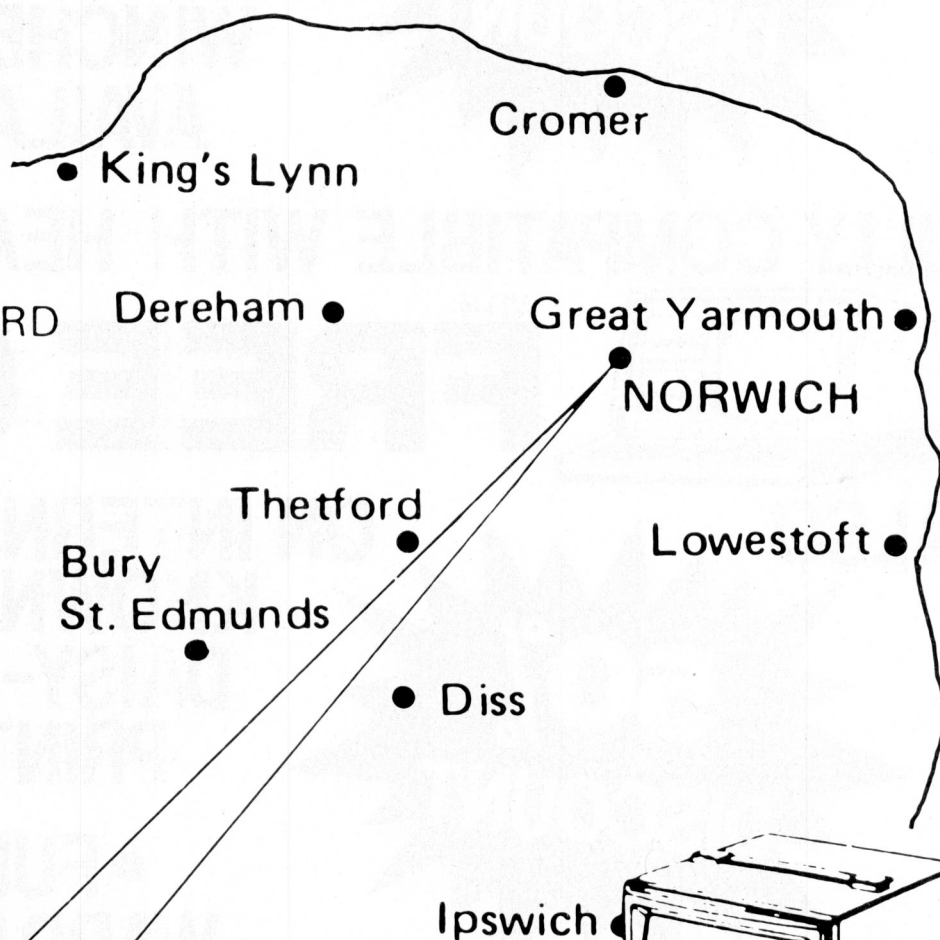 Cromer
King's Lynn
RD
Dereham
Great Yarmouth
NORWICH
Thetford
Lowestoft
Bury
St. Edmunds
Diss
Ipswich